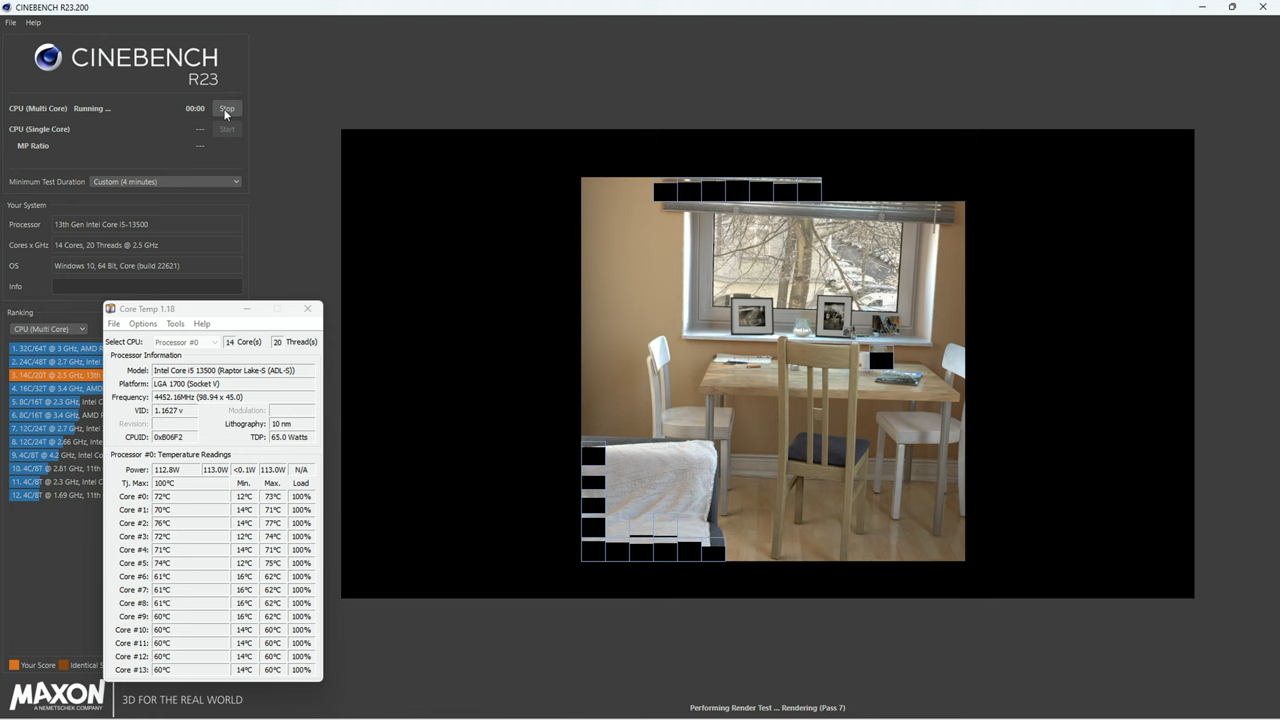 CINEBENCH R23.200
File Help
CINEBENCH
R23
CPU (Multi Core) Running ... 00:00 Stop
CPU (Single Core) --- Start
MP Ratio ---
Minimum Test Duration Custom (4 minutes)
Your System
Processor 13th Gen Intel Core i5-13500
Cores x GHz 14 Cores, 20 Threads @ 2.5 GHz
OS Windows 10, 64 Bit, Core (build 22621)
Info
Ranking
CPU (Multi Core)
1. 32C/64T @ 3 GHz, AMD
2. 24C/48T @ 2.7 GHz, Intel
3. 14C/20T @ 2.5 GHz, 13th
4. 16C/32T @ 3.4 GHz, AMD
5. 8C/16T @ 2.3 GHz, Intel
6. 8C/16T @ 3.4 GHz, AMD
7. 12C/24T @ 2.7 GHz, Intel
8. 12C/24T @ 2.66 GHz, Inte
9. 4C/8T @ 4.2 GHz, Intel
10. 4C/8T @ 2.81 GHz, 11th
11. 4C/8T @ 2.3 GHz, Intel
12. 4C/8T @ 1.69 GHz, 11th
Core Temp 1.18
File Options Tools Help
Select CPU: Processor #0 14 Core(s) 20 Thread(s)
Processor Information
Model: Intel Core i5 13500 (Raptor Lake-S (ADL-S))
Platform: LGA 1700 (Socket V)
Frequency: 4452.16MHz (98.94 x 45.0)
VID: 1.1627 v Modulation:
Revision: Lithography: 10 nm
CPUID: 0xB06F2 TDP: 65.0 Watts
Processor #0: Temperature Readings
Power: 112.8W 113.0W <0.1W 113.0W N/A
Tj. Max: 100°C Min. Max. Load
Core #0: 72°C 12°C 73°C 100%
Core #1: 70°C 14°C 71°C 100%
Core #2: 76°C 14°C 77°C 100%
Core #3: 72°C 12°C 74°C 100%
Core #4: 71°C 14°C 71°C 100%
Core #5: 74°C 12°C 75°C 100%
Core #6: 61°C 16°C 62°C 100%
Core #7: 61°C 16°C 62°C 100%
Core #8: 61°C 16°C 62°C 100%
Core #9: 60°C 16°C 62°C 100%
Core #10: 60°C 14°C 60°C 100%
Core #11: 60°C 14°C 60°C 100%
Core #12: 60°C 14°C 60°C 100%
Core #13: 60°C 14°C 60°C 100%
Your Score Identical S
MAXON
A NEMETSCHEK COMPANY
3D FOR THE REAL WORLD
Performing Render Test ... Rendering (Pass 7)